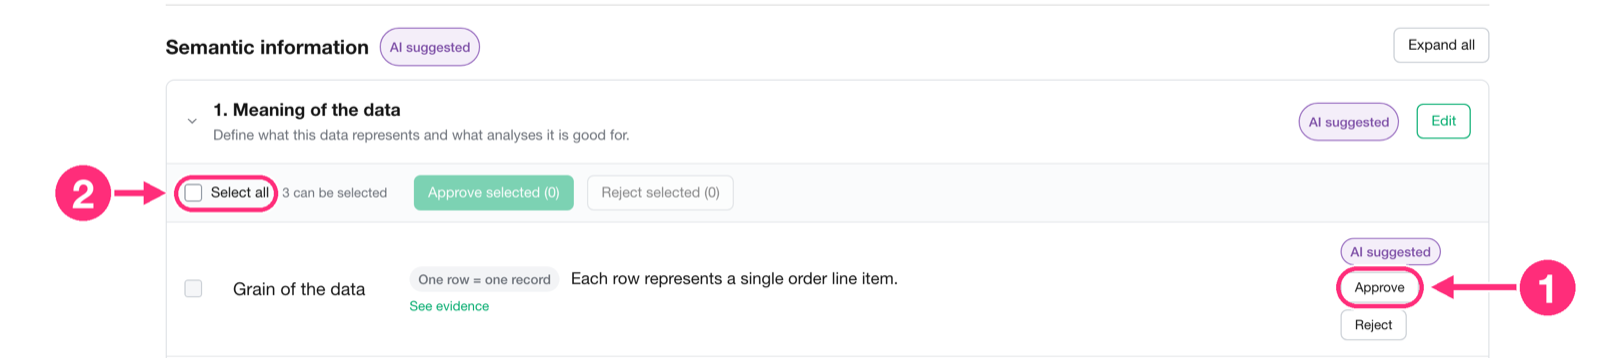 Semantic information AI suggested Expand all
1. Meaning of the data
Define what this data represents and what analyses it is good for.
AI suggested Edit
2 Select all 3 can be selected Approve selected (0) Reject selected (0)
Grain of the data One row = one record Each row represents a single order line item.
See evidence
AI suggested
Approve 1
Reject